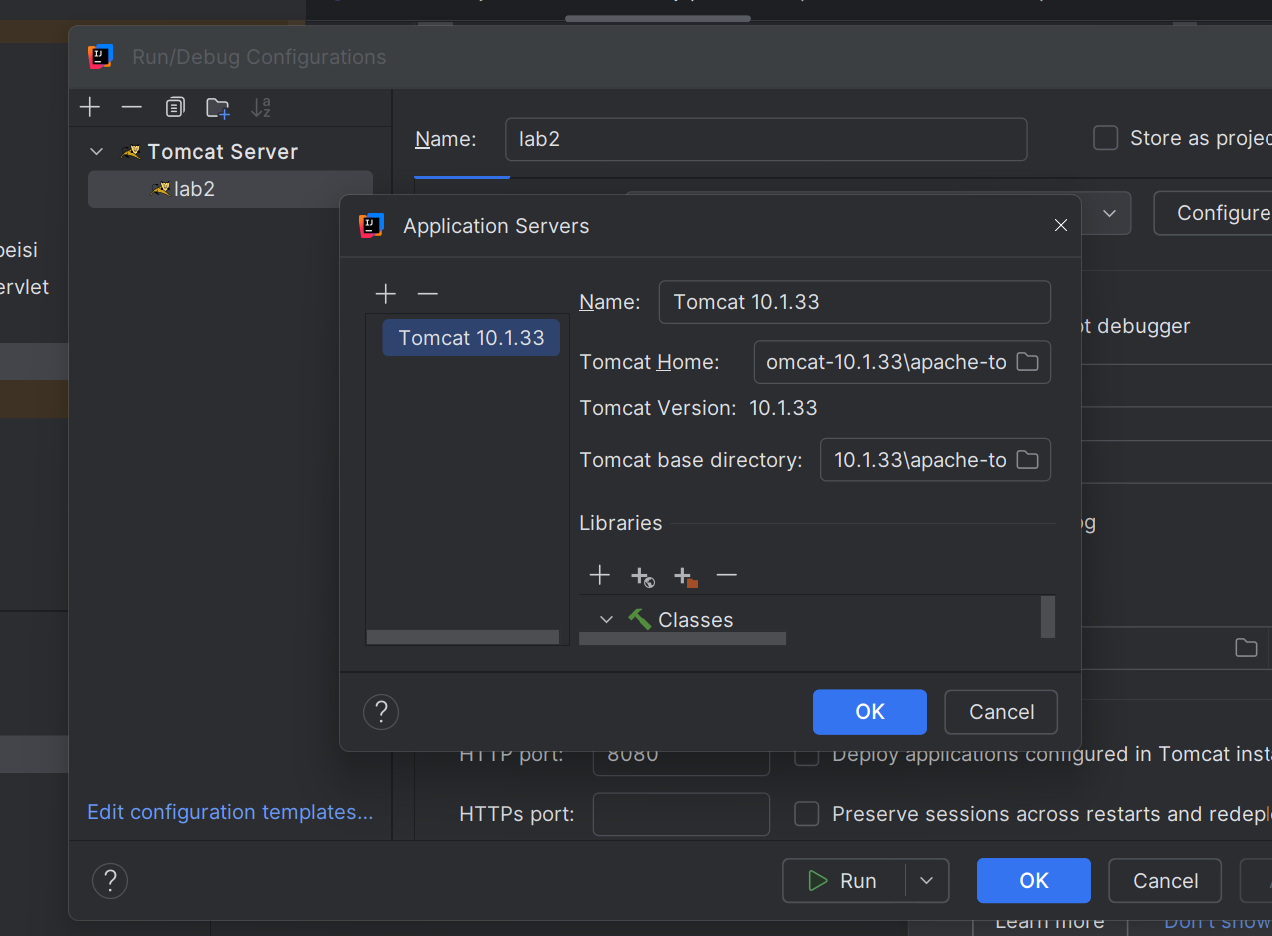 Run/Debug Configurations
Tomcat Server
lab2
Name:
lab2
Store as projec
Configure
Application Servers
Tomcat 10.1.33
Name:
Tomcat 10.1.33
Tomcat Home:
omcat-10.1.33\apache-to
Tomcat Version: 10.1.33
Tomcat base directory:
10.1.33\apache-to
Libraries
Classes
?
OK
Cancel
eisi
ervlet
t debugger
HTTP port:
8080
Deploy applications configured in Tomcat insta
HTTPs port:
Preserve sessions across restarts and redepl
Edit configuration templates...
?
Run
OK
Cancel
Learn more
Don't show